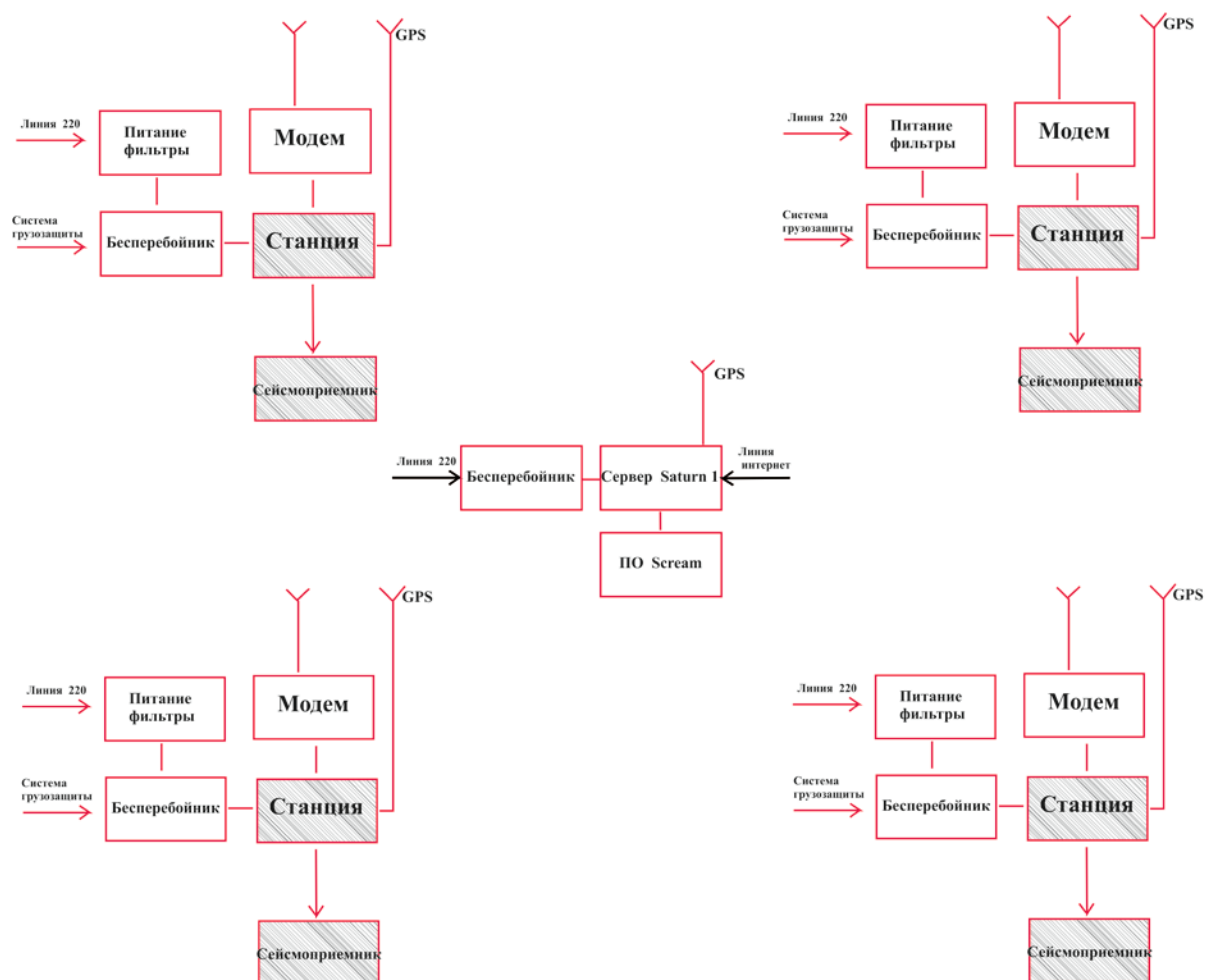 GPS
Линия 220
Питание
фильтры
Модем
Система
грузозащиты
Бесперебойник
Станция
Сейсмоприемник
GPS
Линия 220
Питание
фильтры
Модем
Система
грузозащиты
Бесперебойник
Станция
Сейсмоприемник
GPS
Линия 220
Бесперебойник
Сервер Saturn 1
Линия
интернет
ПО Scream
GPS
Линия 220
Питание
фильтры
Модем
Система
грузозащиты
Бесперебойник
Станция
Сейсмоприемник
GPS
Линия 220
Питание
фильтры
Модем
Система
грузозащиты
Бесперебойник
Станция
Сейсмоприемник